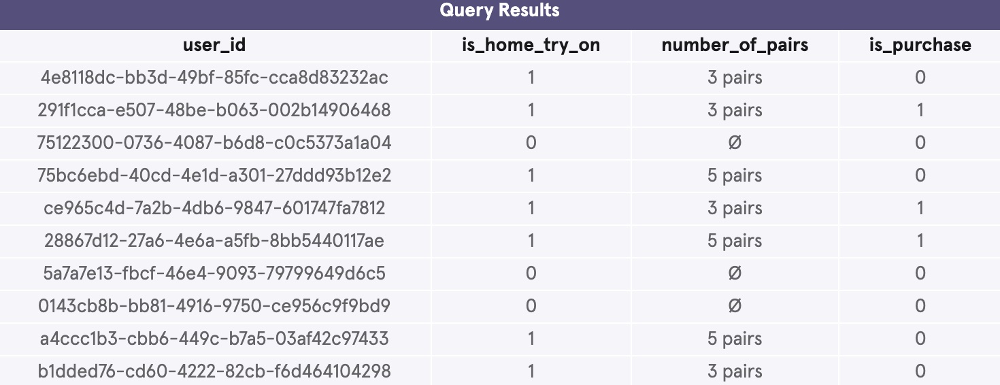 Query Results
user_id is_home_try_on number_of_pairs is_purchase
4e8118dc-bb3d-49bf-85fc-cca8d83232ac 1 3 pairs 0
291f1cca-e507-48be-b063-002b14906468 1 3 pairs 1
75122300-0736-4087-b6d8-c0c5373a1a04 0 Ø 0
75bc6ebd-40cd-4e1d-a301-27ddd93b12e2 1 5 pairs 0
ce965c4d-7a2b-4db6-9847-601747fa7812 1 3 pairs 1
28867d12-27a6-4e6a-a5fb-8bb5440117ae 1 5 pairs 1
5a7a7e13-fbcf-46e4-9093-79799649d6c5 0 Ø 0
0143cb8b-bb81-4916-9750-ce956c9f9bd9 0 Ø 0
a4ccc1b3-cbb6-449c-b7a5-03af42c97433 1 5 pairs 0
b1dded76-cd60-4222-82cb-f6d464104298 1 3 pairs 0